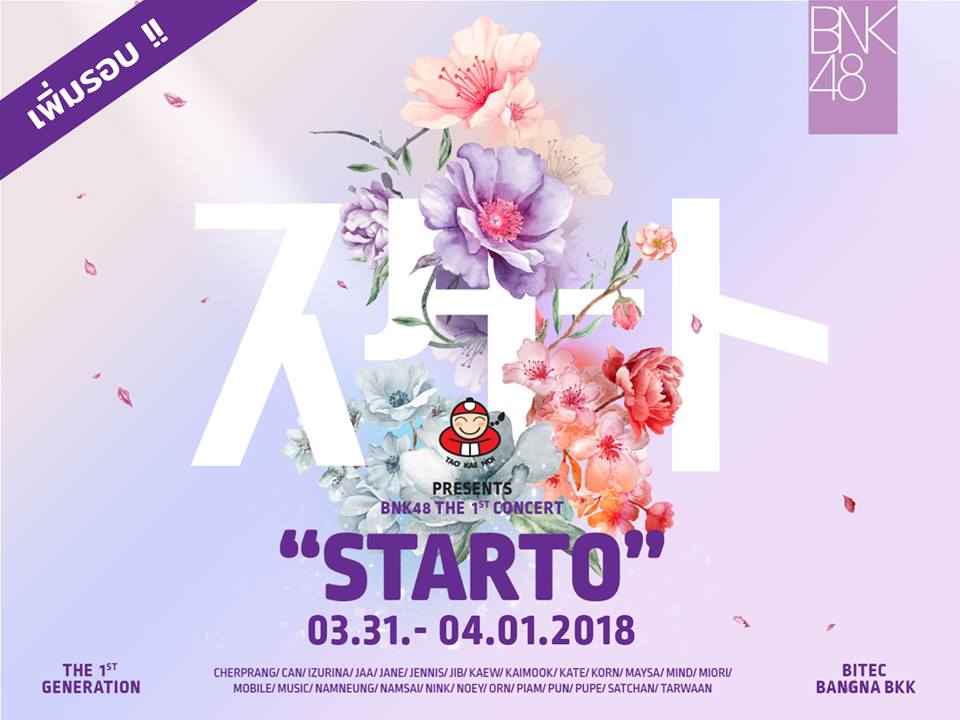 เพิ่มรอบ !!
BNK
48
スタート
TAO KAE NOI
PRESENTS
BNK48 THE 1ST CONCERT
“STARTO”
03.31.- 04.01.2018
THE 1ST
GENERATION
CHERPRANG/ CAN/ IZURINA/ JAA/ JANE/ JENNIS/ JIB/ KAEW/ KAIMOOK/ KATE/ KORN/ MAYSA/ MIND/ MIORI/
MOBILE/ MUSIC/ NAMNEUNG/ NAMSAI/ NINK/ NOEY/ ORN/ PIAM/ PUN/ PUPE/ SATCHAN/ TARWAAN
BITEC
BANGNA BKK